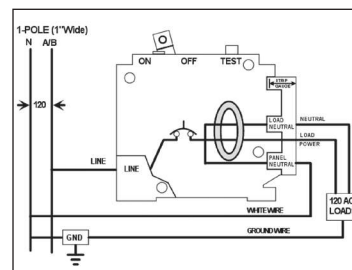 1-POLE (1"Wide)
N A/B
ON OFF TEST
STRIP
GAUGE
120
LOAD
NEUTRAL
NEUTRAL
LOAD
POWER
PANEL
NEUTRAL
LINE
LINE
120 AC
LOAD
WHITE WIRE
GROUND WIRE
GND